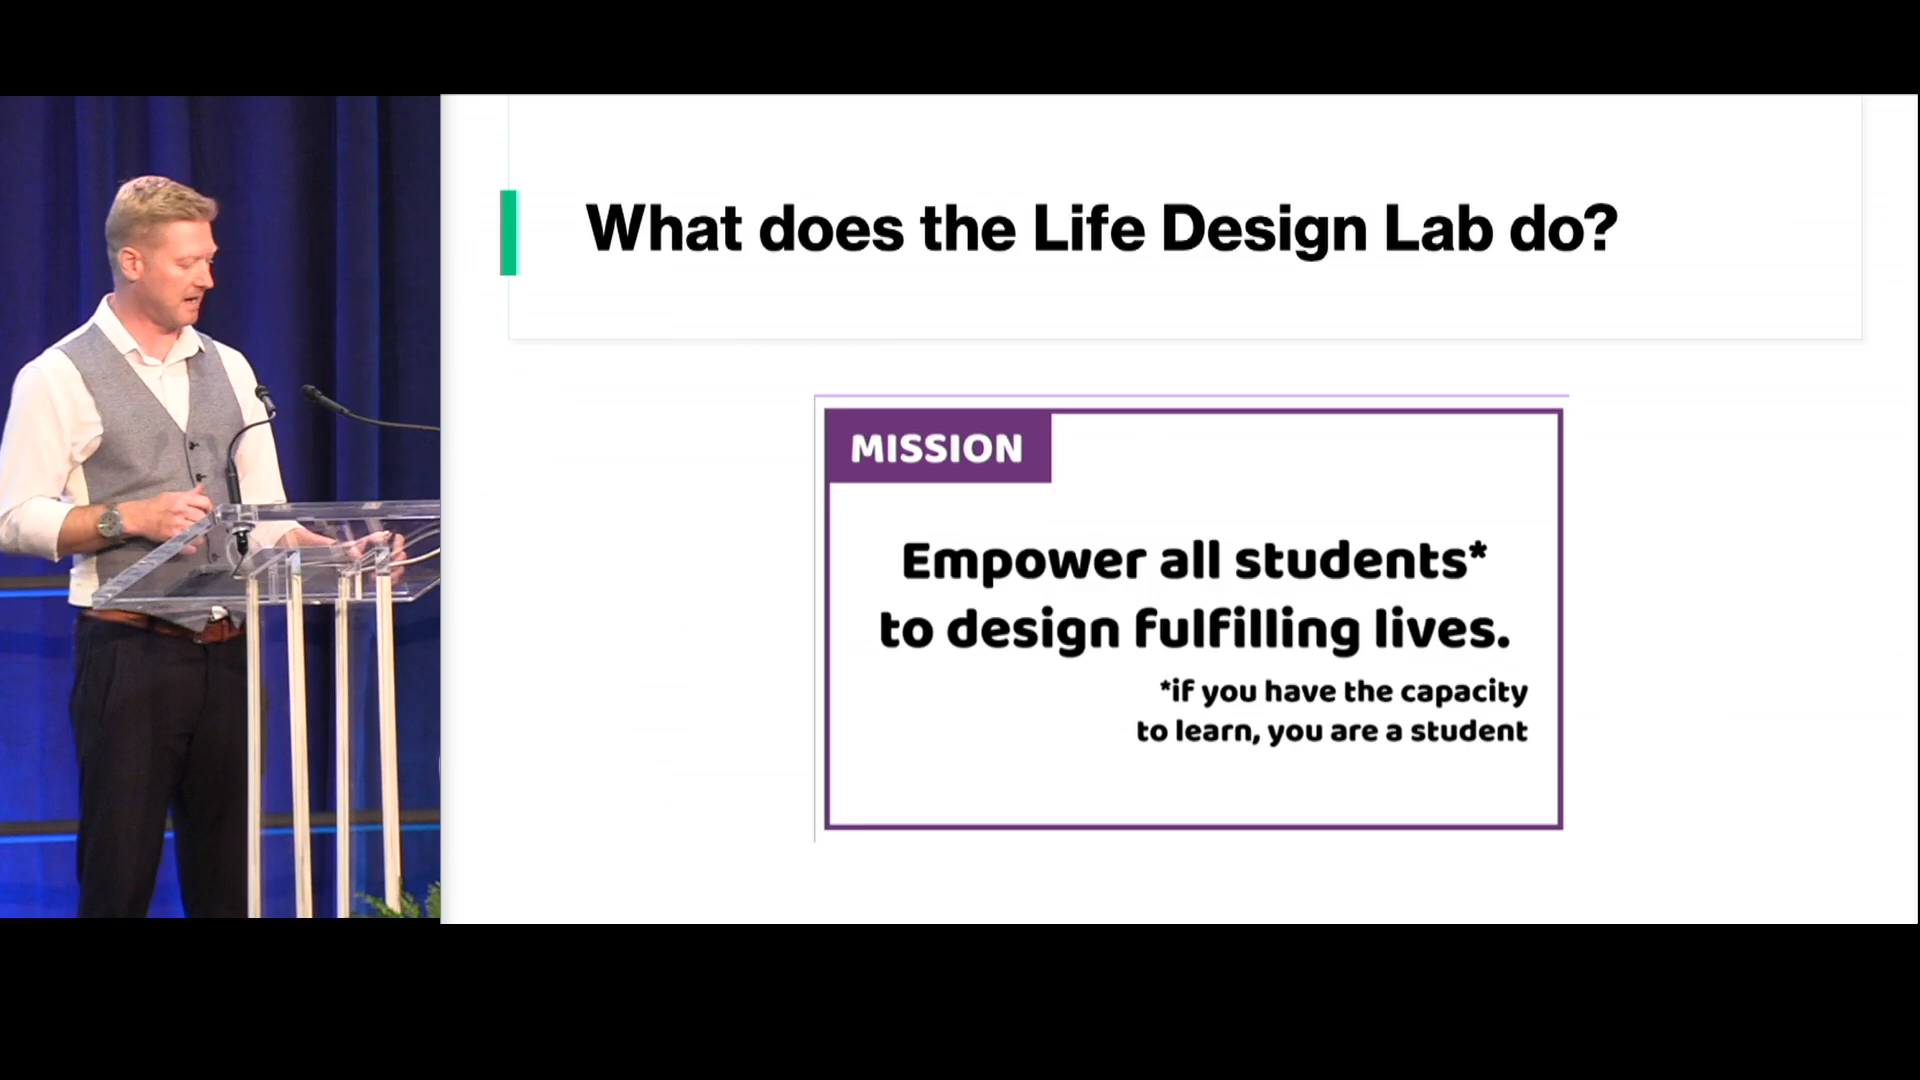 What does the Life Design Lab do?
MISSION
Empower all students*
to design fulfilling lives.
*if you have the capacity
to learn, you are a student